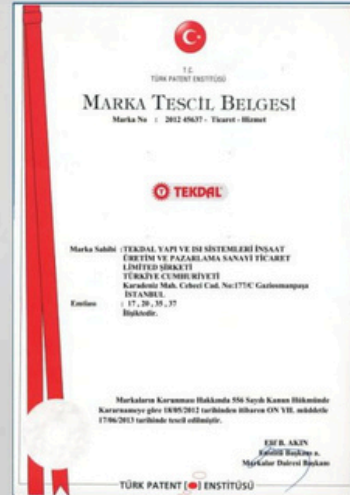 T.C.
TÜRK PATENT ENSTİTÜSÜ
MARKA TESCİL BELGESİ
Marka No : 2012 45637 - Ticaret - Hizmet
TEKDAL
Marka Sahibi :TEKDAL YAPI VE ISI SİSTEMLERİ İNŞAAT
ÜRETİM VE PAZARLAMA SANAYİ TİCARET
LİMİTED ŞİRKETİ
TÜRKİYE CUMHURİYETİ
Karadeniz Mah. Cebeci Cad. No:177/C Gaziosmanpaşa
İSTANBUL
Emtiası : 17, 20, 35, 37
İlişiktedir.
Markaların Korunması Hakkında 556 Sayılı Kanun Hükmünde
Kararnameye göre 18/05/2012 tarihinden itibaren ON YIL müddetle
17/06/2013 tarihinde tescil edilmiştir.
Elif B. AKIN
Enstitü Başkanı a.
Markalar Dairesi Başkanı
TÜRK PATENT ENSTİTÜSÜ